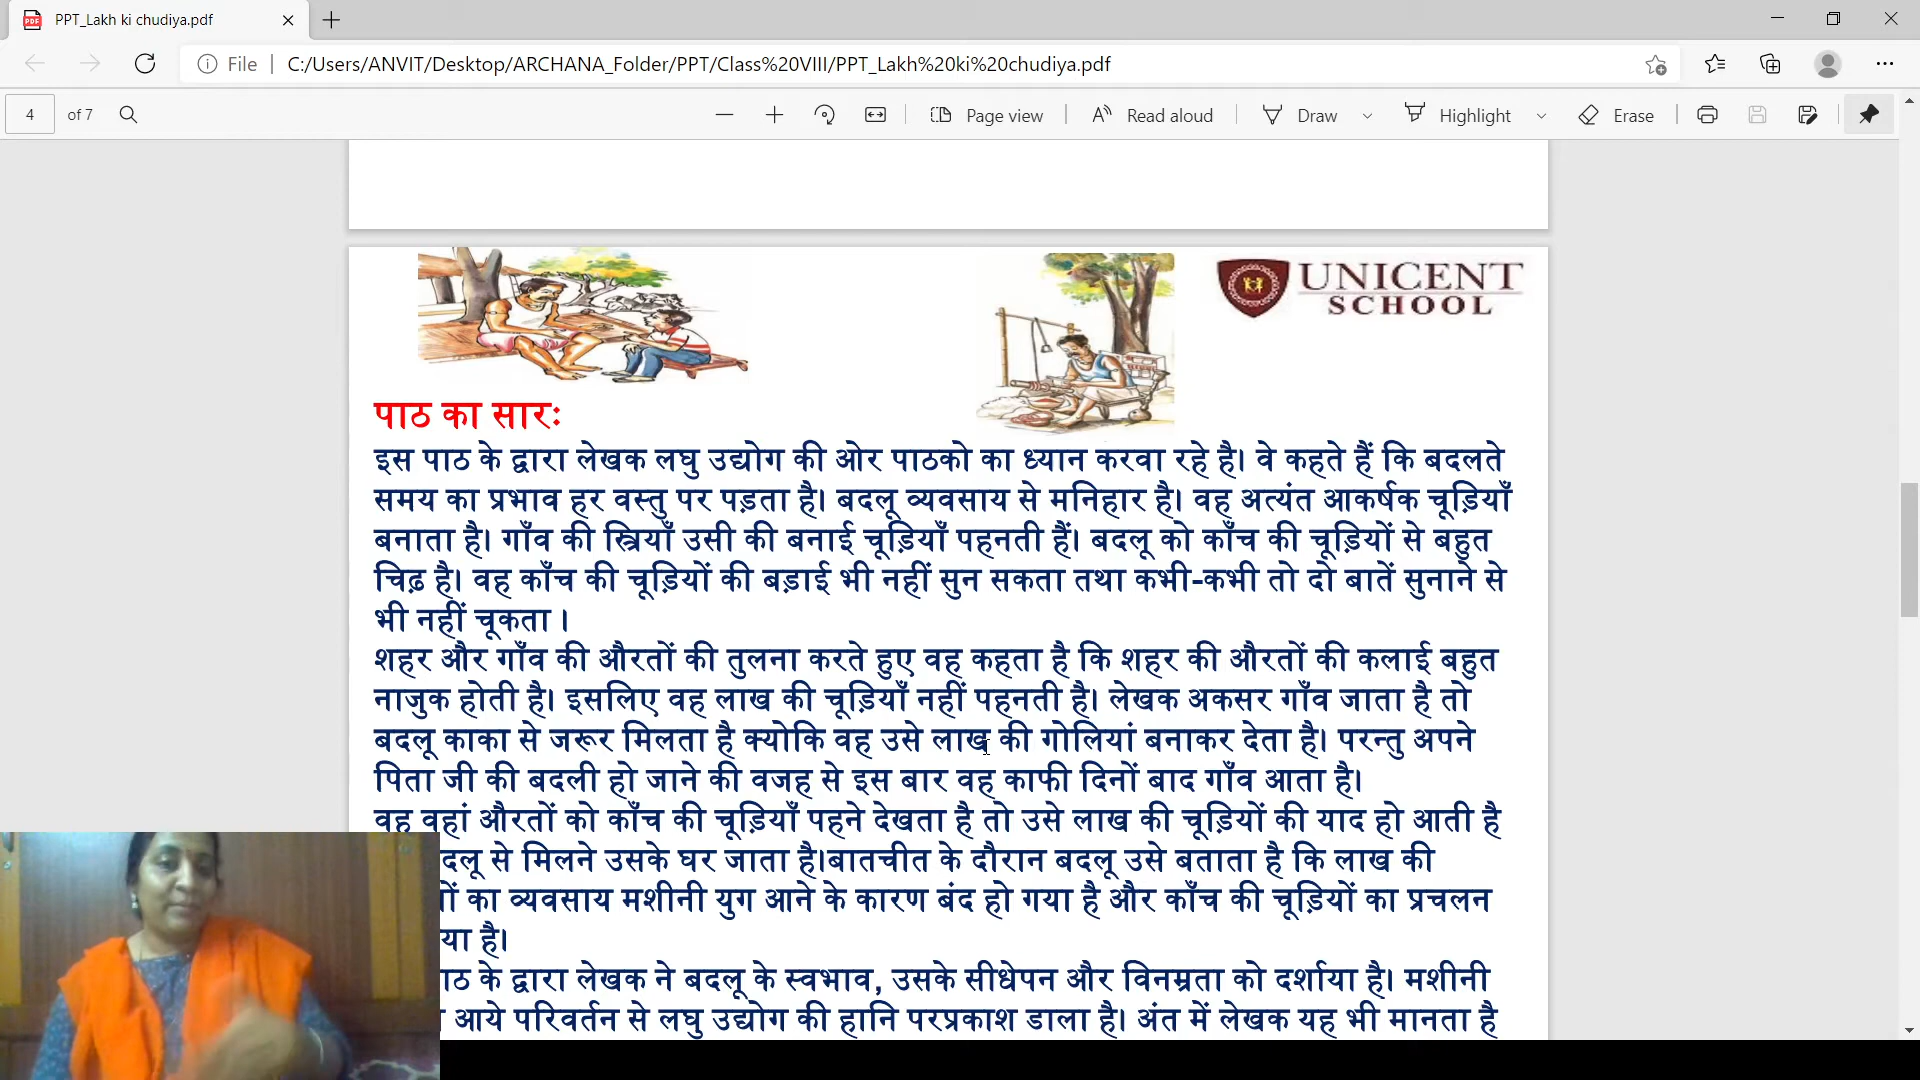 PPT_Lakh ki chudiya.pdf
File
C:/Users/ANVIT/Desktop/ARCHANA_Folder/PPT/Class%20VIII/PPT_Lakh%20ki%20chudiya.pdf
4 of 7
Page view
Read aloud
Draw
Highlight
Erase
UNICENT
SCHOOL
पाठ का सारः
इस पाठ के द्वारा लेखक लघु उद्योग की ओर पाठको का ध्यान करवा रहे है। वे कहते हैं कि बदलते
समय का प्रभाव हर वस्तु पर पड़ता है। बदलू व्यवसाय से मनिहार है। वह अत्यंत आकर्षक चूड़ियाँ
बनाता है। गाँव की स्त्रियाँ उसी की बनाई चूड़ियाँ पहनती हैं। बदलू को काँच की चूड़ियों से बहुत
चिढ़ है। वह काँच की चूड़ियों की बड़ाई भी नहीं सुन सकता तथा कभी-कभी तो दो बातें सुनाने से
भी नहीं चूकता ।
शहर और गाँव की औरतों की तुलना करते हुए वह कहता है कि शहर की औरतों की कलाई बहुत
नाजुक होती है। इसलिए वह लाख की चूड़ियाँ नहीं पहनती है। लेखक अकसर गाँव जाता है तो
बदलू काका से जरूर मिलता है क्योकि वह उसे लाख की गोलियां बनाकर देता है। परन्तु अपने
पिता जी की बदली हो जाने की वजह से इस बार वह काफी दिनों बाद गाँव आता है।
वह वहां औरतों को काँच की चूड़ियाँ पहने देखता है तो उसे लाख की चूड़ियों की याद हो आती है
दलू से मिलने उसके घर जाता है।बातचीत के दौरान बदलू उसे बताता है कि लाख की
ों का व्यवसाय मशीनी युग आने के कारण बंद हो गया है और काँच की चूड़ियों का प्रचलन
या है।
ाठ के द्वारा लेखक ने बदलू के स्वभाव, उसके सीधेपन और विनम्रता को दर्शाया है। मशीनी
आये परिवर्तन से लघु उद्योग की हानि परप्रकाश डाला है। अंत में लेखक यह भी मानता है